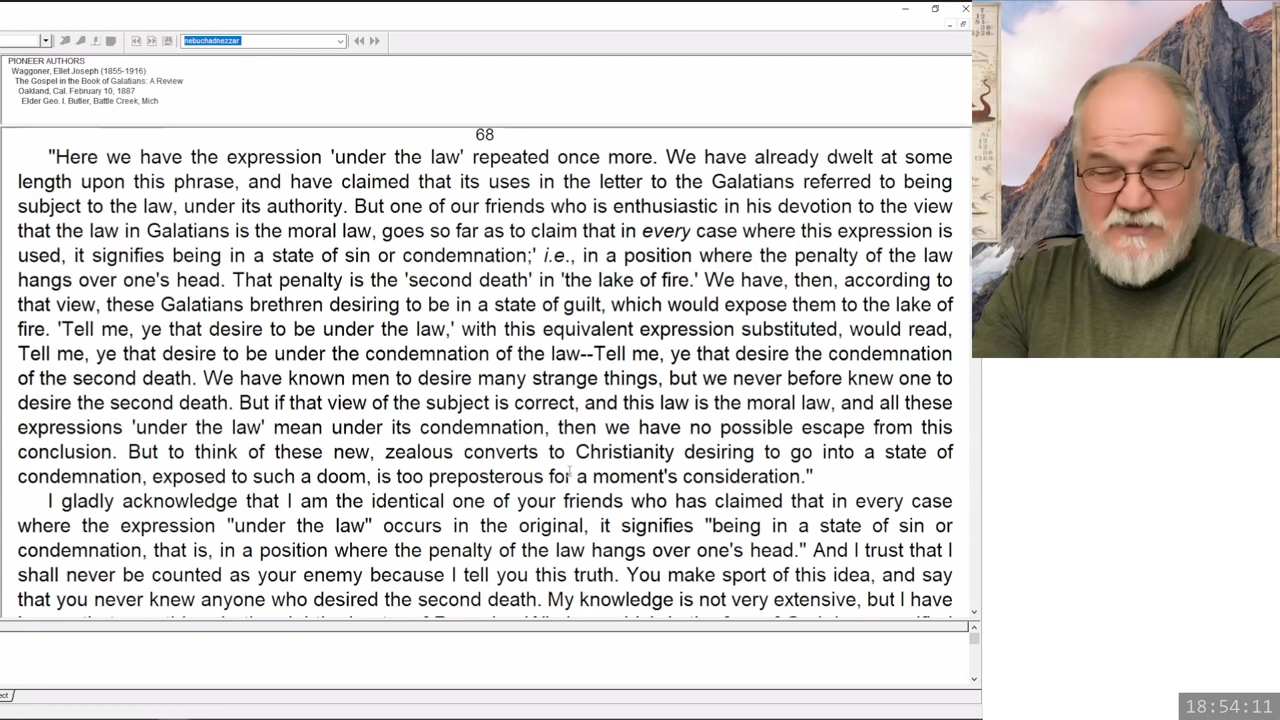 nebuchadnezzar
PIONEER AUTHORS
Waggoner, Ellet Joseph (1855-1916)
The Gospel in the Book of Galatians: A Review
Oakland, Cal. February 10, 1887
Elder Geo. I. Butler, Battle Creek, Mich
68
"Here we have the expression 'under the law' repeated once more. We have already dwelt at some
length upon this phrase, and have claimed that its uses in the letter to the Galatians referred to being
subject to the law, under its authority. But one of our friends who is enthusiastic in his devotion to the view
that the law in Galatians is the moral law, goes so far as to claim that in every case where this expression is
used, it signifies being in a state of sin or condemnation;' i.e., in a position where the penalty of the law
hangs over one's head. That penalty is the 'second death' in 'the lake of fire.' We have, then, according to
that view, these Galatians brethren desiring to be in a state of guilt, which would expose them to the lake of
fire. 'Tell me, ye that desire to be under the law,' with this equivalent expression substituted, would read,
Tell me, ye that desire to be under the condemnation of the law--Tell me, ye that desire the condemnation
of the second death. We have known men to desire many strange things, but we never before knew one to
desire the second death. But if that view of the subject is correct, and this law is the moral law, and all these
expressions 'under the law' mean under its condemnation, then we have no possible escape from this
conclusion. But to think of these new, zealous converts to Christianity desiring to go into a state of
condemnation, exposed to such a doom, is too preposterous for a moment's consideration."
I gladly acknowledge that I am the identical one of your friends who has claimed that in every case
where the expression "under the law" occurs in the original, it signifies "being in a state of sin or
condemnation, that is, in a position where the penalty of the law hangs over one's head." And I trust that I
shall never be counted as your enemy because I tell you this truth. You make sport of this idea, and say
that you never knew anyone who desired the second death. My knowledge is not very extensive, but I have
18:54:11